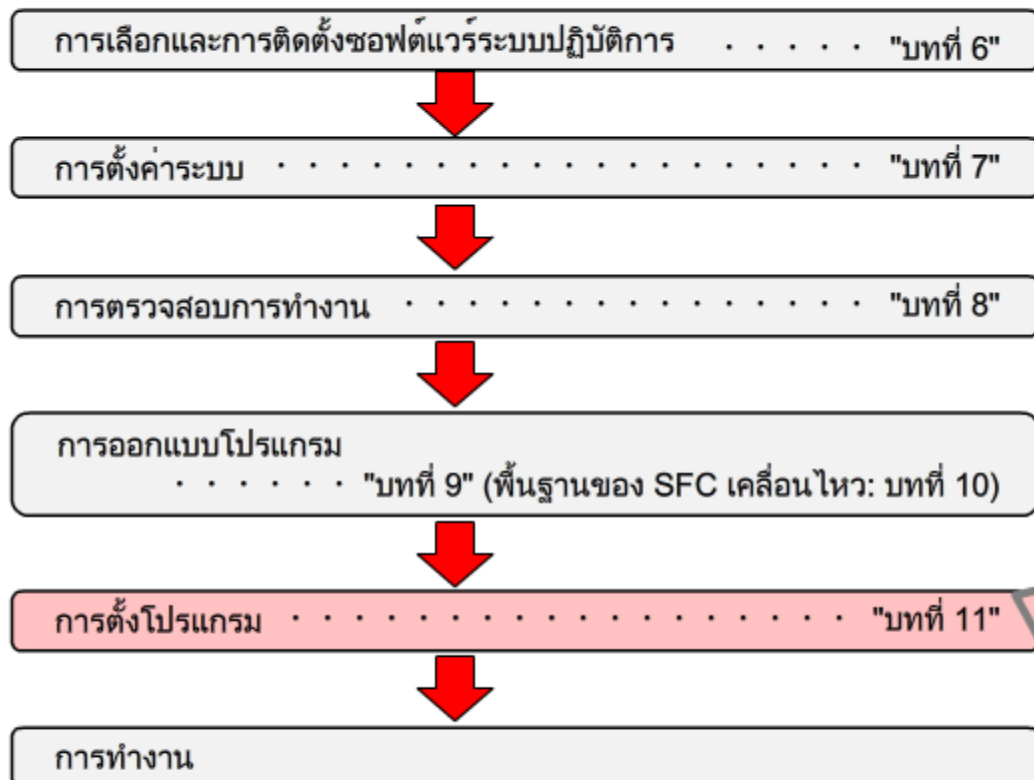 การเลือกและการติดตั้งซอฟต์แวร์ระบบปฏิบัติการ · · · · · "บทที่ 6"
การตั้งค่าระบบ · · · · · · · · · · · · · · · · · · · "บทที่ 7"
การตรวจสอบการทำงาน · · · · · · · · · · · · · · · "บทที่ 8"
การออกแบบโปรแกรม
· · · · · · "บทที่ 9" (พื้นฐานของ SFC เคลื่อนไหว: บทที่ 10)
การตั้งโปรแกรม · · · · · · · · · · · · · · · · · · "บทที่ 11"
การทำงาน